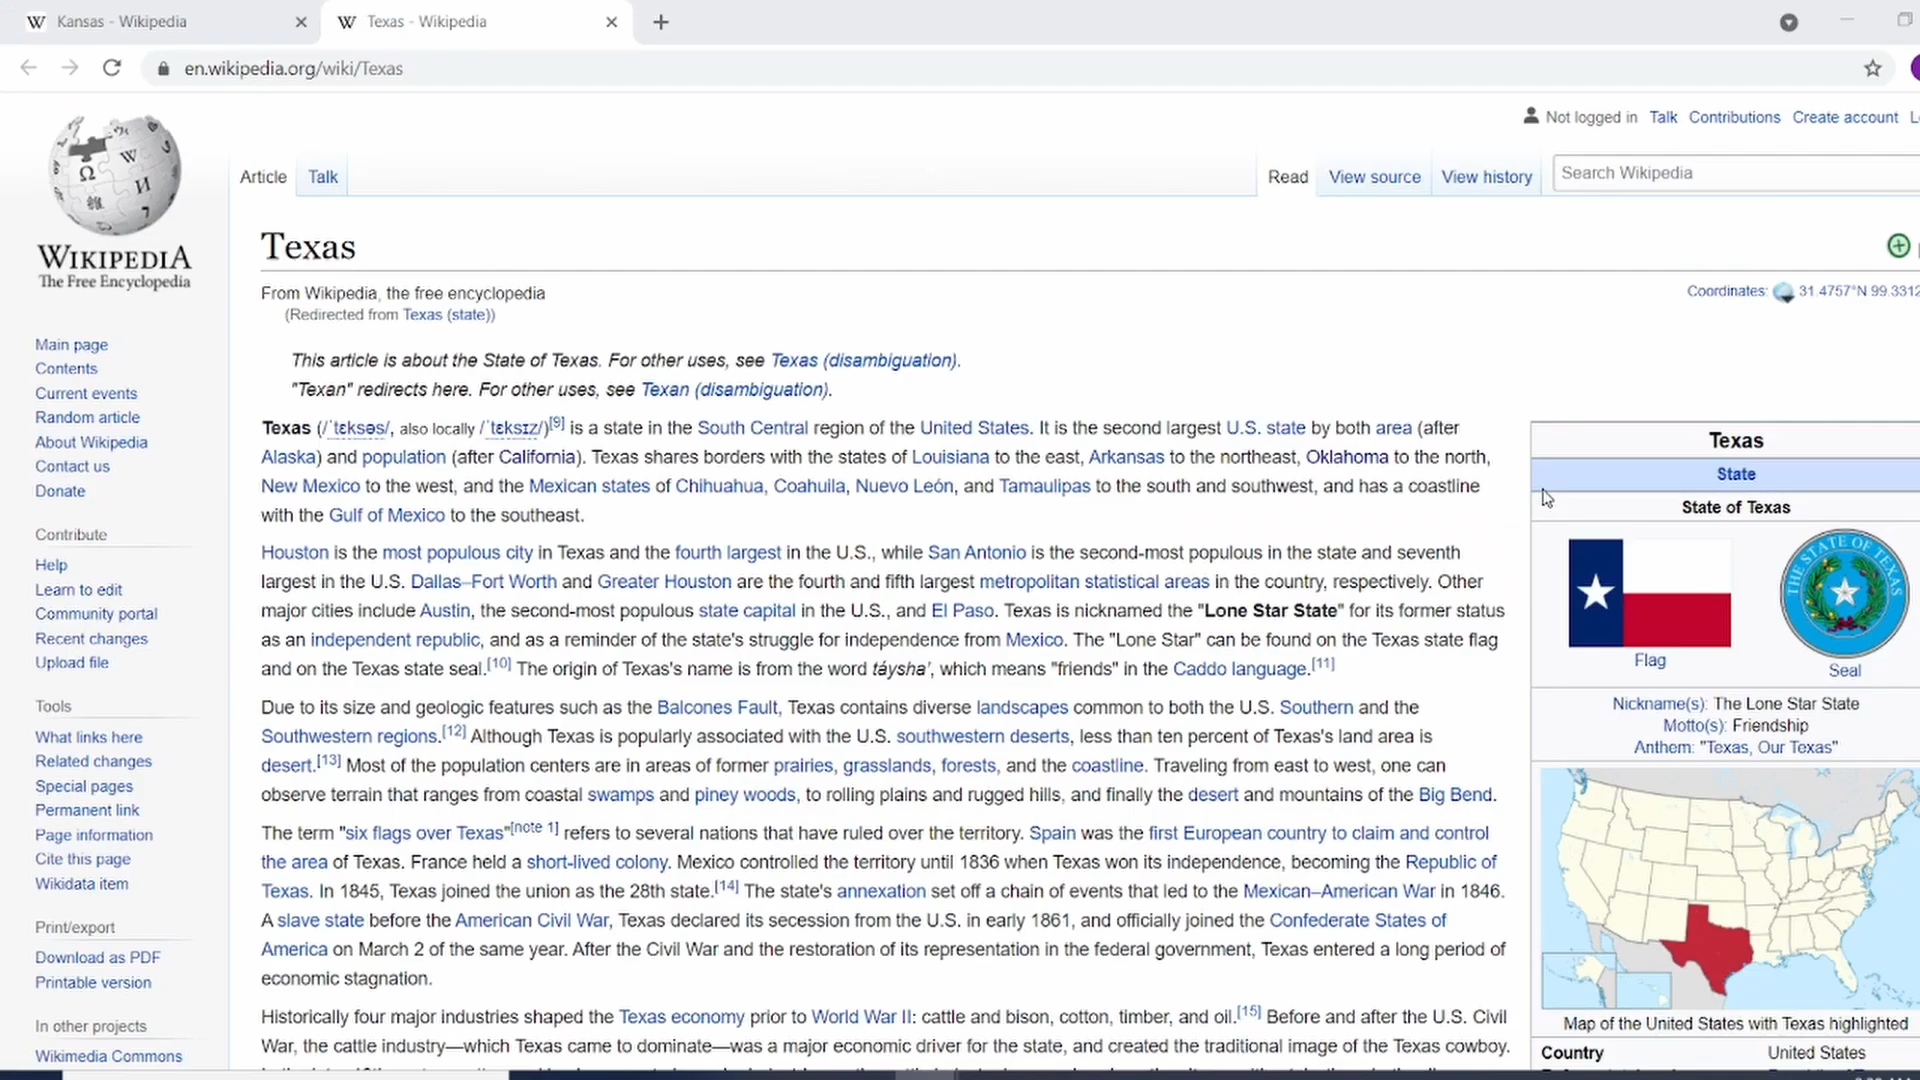 Kansas - Wikipedia
Texas - Wikipedia
en.wikipedia.org/wiki/Texas
Not logged in Talk Contributions Create account
Article Talk
Read View source View history
Search Wikipedia
WIKIPEDIA
The Free Encyclopedia
Main page
Contents
Current events
Random article
About Wikipedia
Contact us
Donate
Contribute
Help
Learn to edit
Community portal
Recent changes
Upload file
Tools
What links here
Related changes
Special pages
Permanent link
Page information
Cite this page
Wikidata item
Print/export
Download as PDF
Printable version
In other projects
Wikimedia Commons
Texas
From Wikipedia, the free encyclopedia
(Redirected from Texas (state))
Coordinates: 31.4757°N 99.3312
This article is about the State of Texas. For other uses, see Texas (disambiguation).
"Texan" redirects here. For other uses, see Texan (disambiguation).
Texas (/ˈtɛksəs/, also locally /ˈtɛksɪz/)[9] is a state in the South Central region of the United States. It is the second largest U.S. state by both area (after
Alaska) and population (after California). Texas shares borders with the states of Louisiana to the east, Arkansas to the northeast, Oklahoma to the north,
New Mexico to the west, and the Mexican states of Chihuahua, Coahuila, Nuevo León, and Tamaulipas to the south and southwest, and has a coastline
with the Gulf of Mexico to the southeast.
Houston is the most populous city in Texas and the fourth largest in the U.S., while San Antonio is the second-most populous in the state and seventh
largest in the U.S. Dallas–Fort Worth and Greater Houston are the fourth and fifth largest metropolitan statistical areas in the country, respectively. Other
major cities include Austin, the second-most populous state capital in the U.S., and El Paso. Texas is nicknamed the "Lone Star State" for its former status
as an independent republic, and as a reminder of the state's struggle for independence from Mexico. The "Lone Star" can be found on the Texas state flag
and on the Texas state seal.[10] The origin of Texas's name is from the word táyshaʼ, which means "friends" in the Caddo language.[11]
Due to its size and geologic features such as the Balcones Fault, Texas contains diverse landscapes common to both the U.S. Southern and the
Southwestern regions.[12] Although Texas is popularly associated with the U.S. southwestern deserts, less than ten percent of Texas's land area is
desert.[13] Most of the population centers are in areas of former prairies, grasslands, forests, and the coastline. Traveling from east to west, one can
observe terrain that ranges from coastal swamps and piney woods, to rolling plains and rugged hills, and finally the desert and mountains of the Big Bend.
The term "six flags over Texas"[note 1] refers to several nations that have ruled over the territory. Spain was the first European country to claim and control
the area of Texas. France held a short-lived colony. Mexico controlled the territory until 1836 when Texas won its independence, becoming the Republic of
Texas. In 1845, Texas joined the union as the 28th state.[14] The state's annexation set off a chain of events that led to the Mexican–American War in 1846.
A slave state before the American Civil War, Texas declared its secession from the U.S. in early 1861, and officially joined the Confederate States of
America on March 2 of the same year. After the Civil War and the restoration of its representation in the federal government, Texas entered a long period of
economic stagnation.
Historically four major industries shaped the Texas economy prior to World War II: cattle and bison, cotton, timber, and oil.[15] Before and after the U.S. Civil
War, the cattle industry—which Texas came to dominate—was a major economic driver for the state, and created the traditional image of the Texas cowboy.
Texas
State
State of Texas
THE STATE OF TEXAS
Flag
Seal
Nickname(s): The Lone Star State
Motto(s): Friendship
Anthem: "Texas, Our Texas"
Map of the United States with Texas highlighted
Country United States